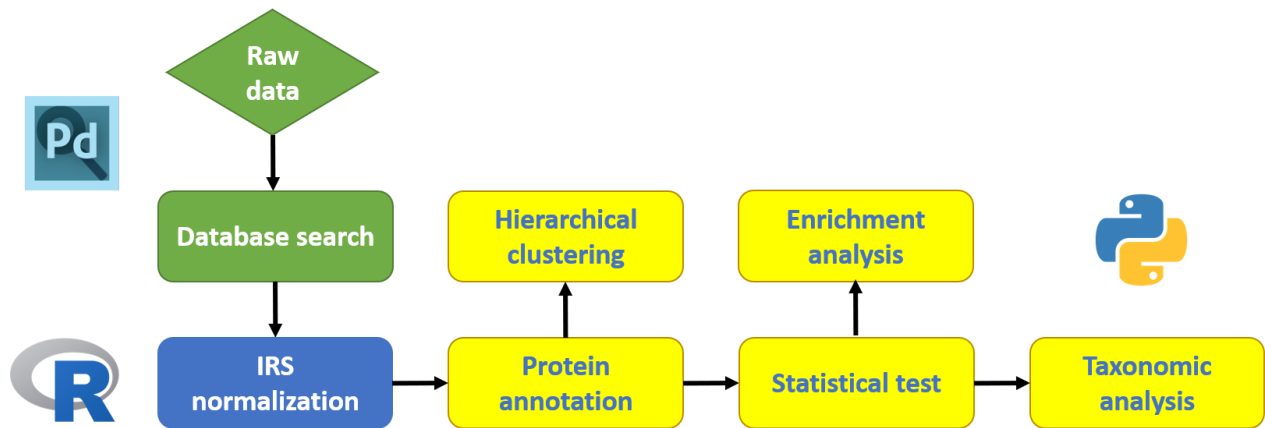 Raw
data
Pd
Database search
Hierarchical
clustering
Enrichment
analysis
R
IRS
normalization
Protein
annotation
Statistical test
Taxonomic
analysis